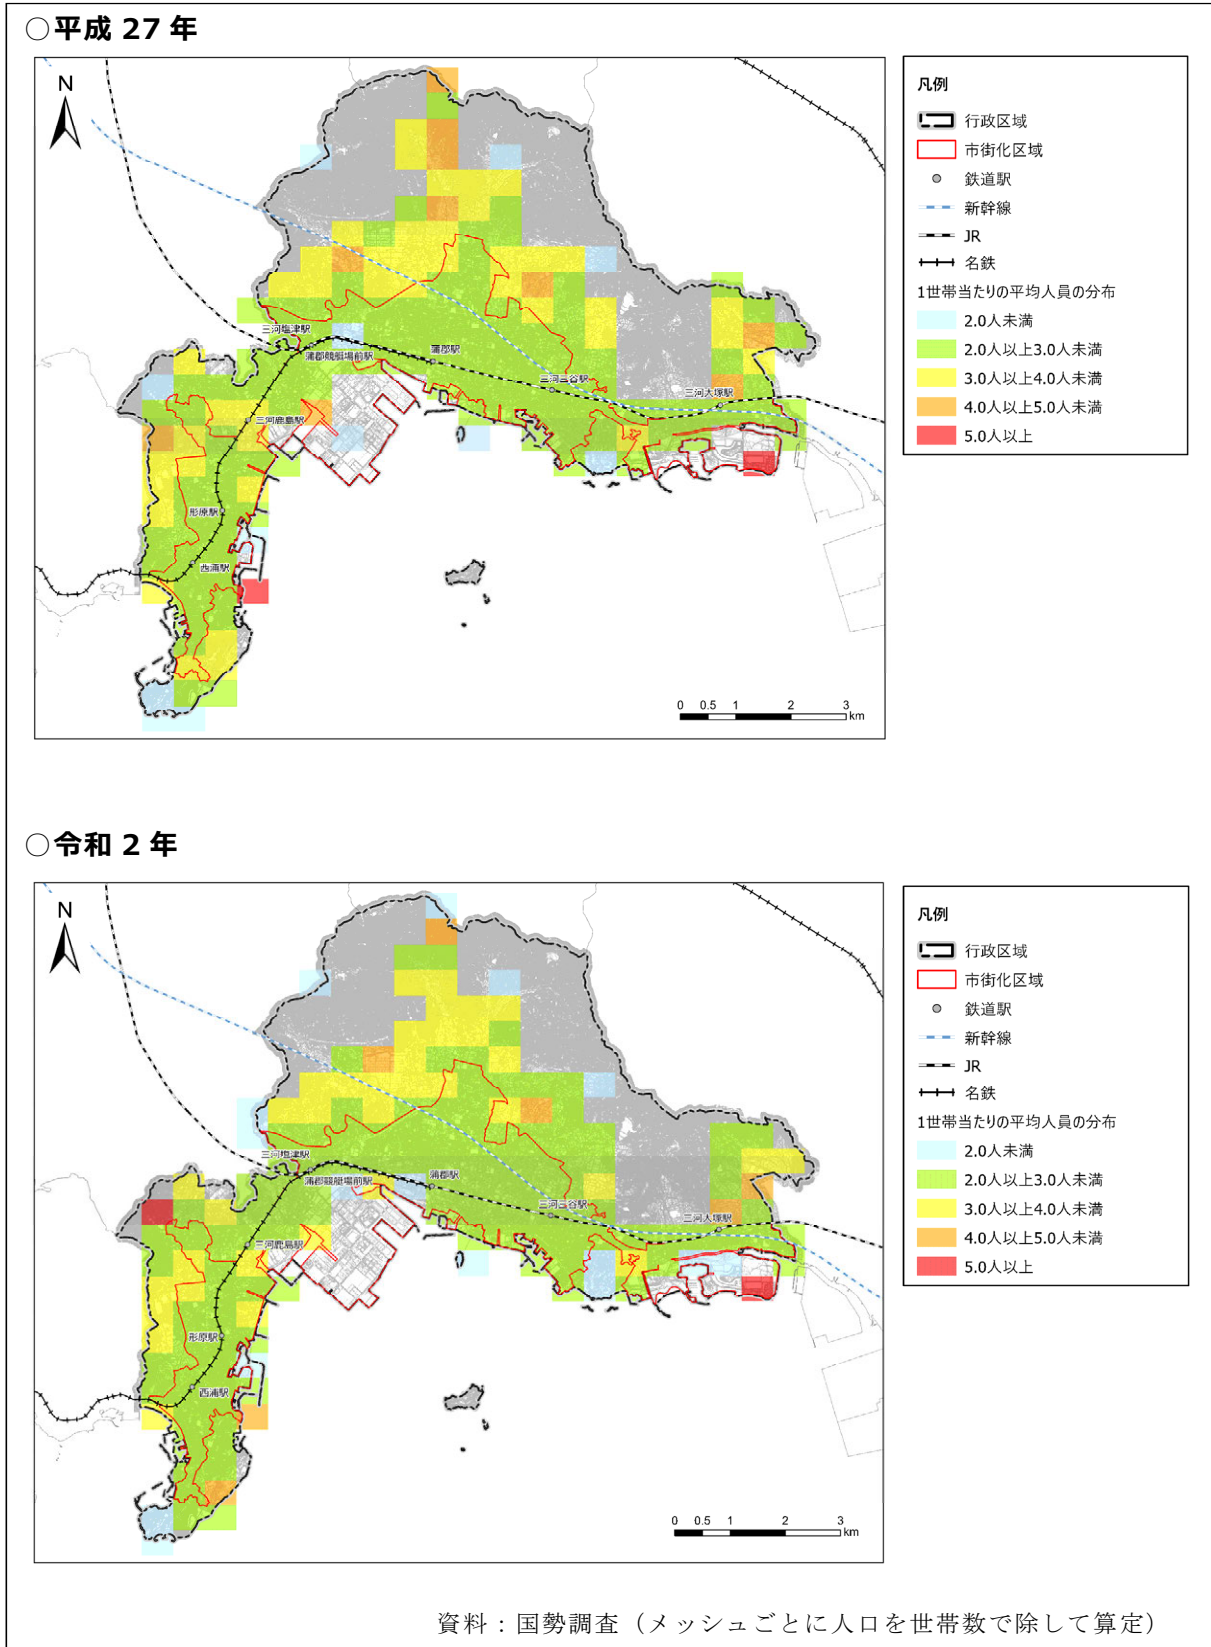 ○平成 27 年
N
三河塩津駅
蒲郡競艇場前駅
蒲郡駅
三河三谷駅
三河大塚駅
三河鹿島駅
形原駅
西浦駅
0 0.5 1 2 3
km
凡例
行政区域
市街化区域
鉄道駅
新幹線
JR
名鉄
1世帯当たりの平均人員の分布
2.0人未満
2.0人以上3.0人未満
3.0人以上4.0人未満
4.0人以上5.0人未満
5.0人以上
○令和 2 年
N
三河塩津駅
蒲郡競艇場前駅
蒲郡駅
三河三谷駅
三河大塚駅
三河鹿島駅
形原駅
西浦駅
0 0.5 1 2 3
km
凡例
行政区域
市街化区域
鉄道駅
新幹線
JR
名鉄
1世帯当たりの平均人員の分布
2.0人未満
2.0人以上3.0人未満
3.0人以上4.0人未満
4.0人以上5.0人未満
5.0人以上
資料：国勢調査（メッシュごとに人口を世帯数で除して算定）